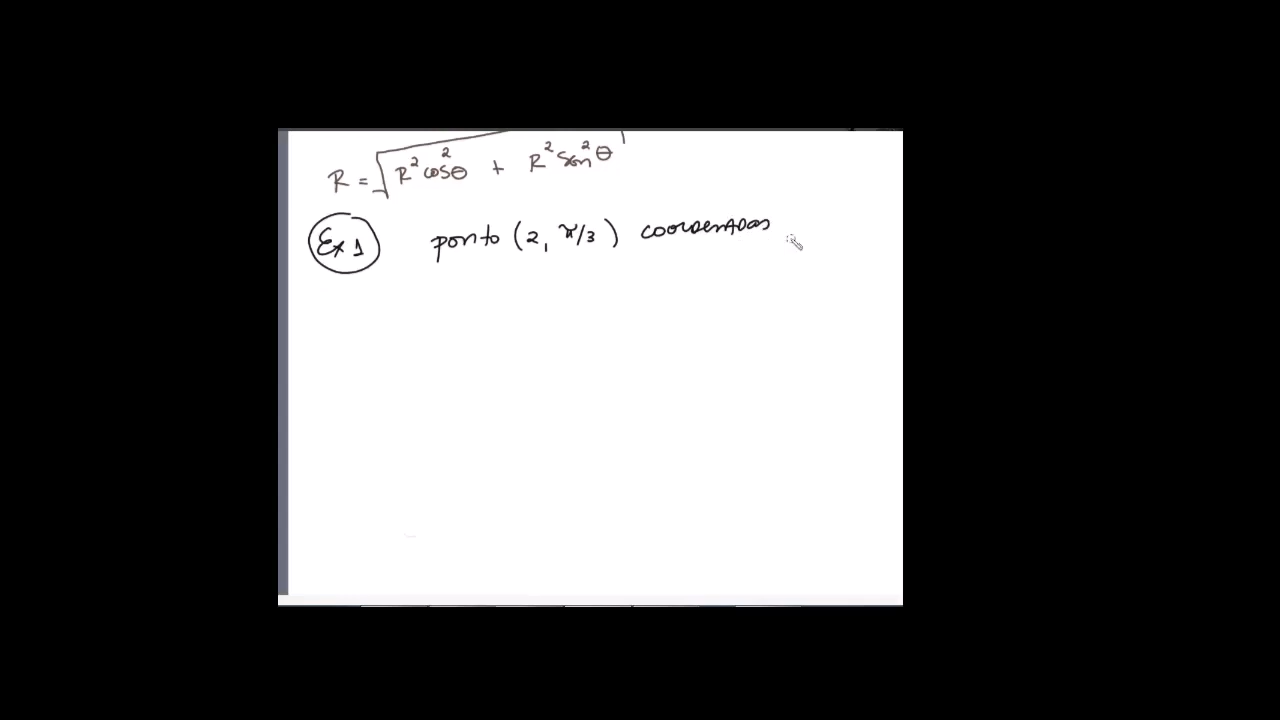 R = √R²cos²θ + R²sen²θ
Ex 1 ponto (2, π/3) coordenadas